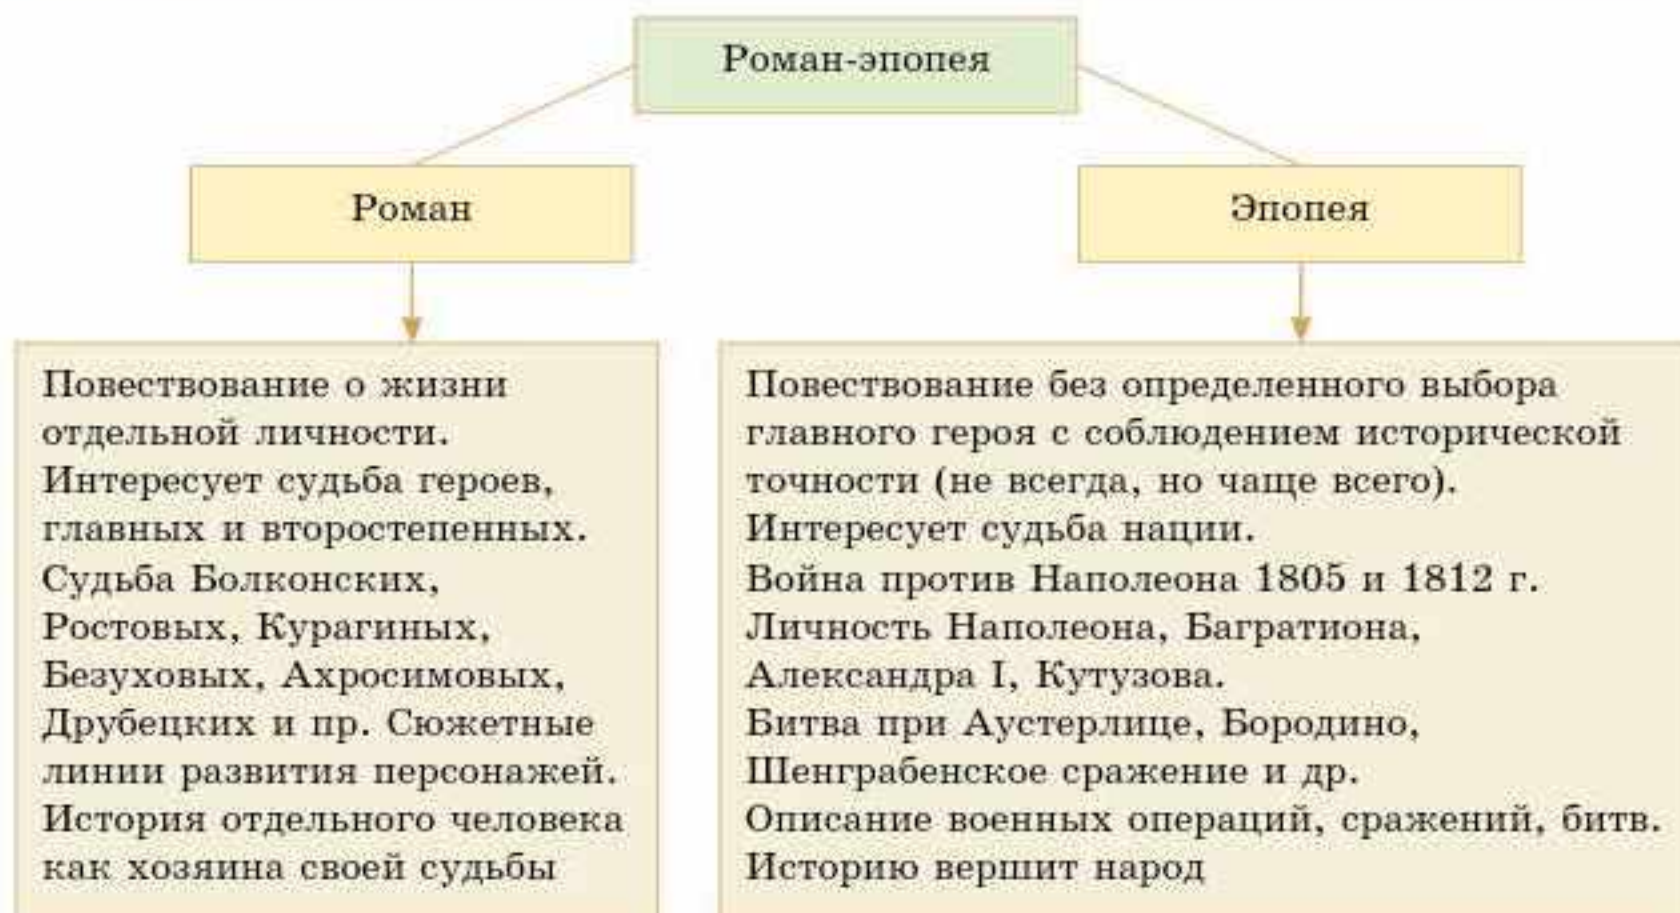 Роман-эпопея
Роман
Эпопея
Повествование о жизни
отдельной личности.
Интересует судьба героев,
главных и второстепенных.
Судьба Болконских,
Ростовых, Курагиных,
Безуховых, Ахросимовых,
Друбецких и пр. Сюжетные
линии развития персонажей.
История отдельного человека
как хозяина своей судьбы
Повествование без определенного выбора
главного героя с соблюдением исторической
точности (не всегда, но чаще всего).
Интересует судьба нации.
Война против Наполеона 1805 и 1812 г.
Личность Наполеона, Багратиона,
Александра I, Кутузова.
Битва при Аустерлице, Бородино,
Шенграбенское сражение и др.
Описание военных операций, сражений, битв.
Историю вершит народ